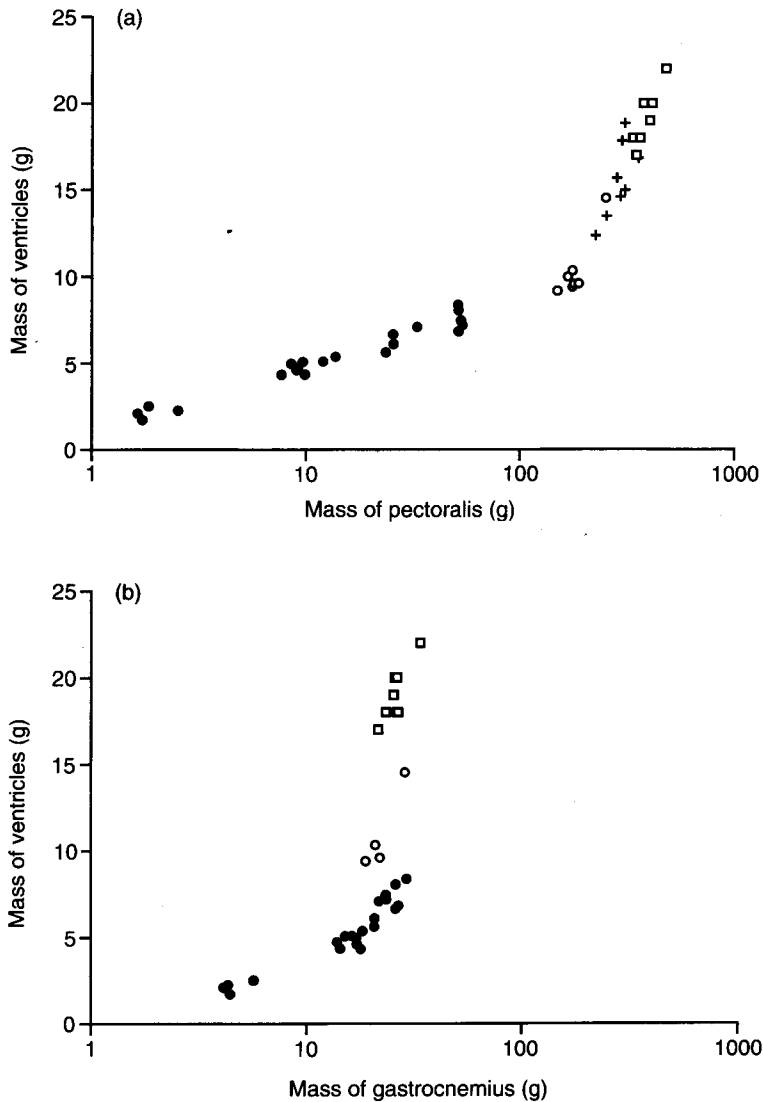 (a)
25
20
15
10
5
0
Mass of ventricles (g)
1 10 100 1000
Mass of pectoralis (g)
(b)
25
20
15
10
5
0
Mass of ventricles (g)
1 10 100 1000
Mass of gastrocnemius (g)